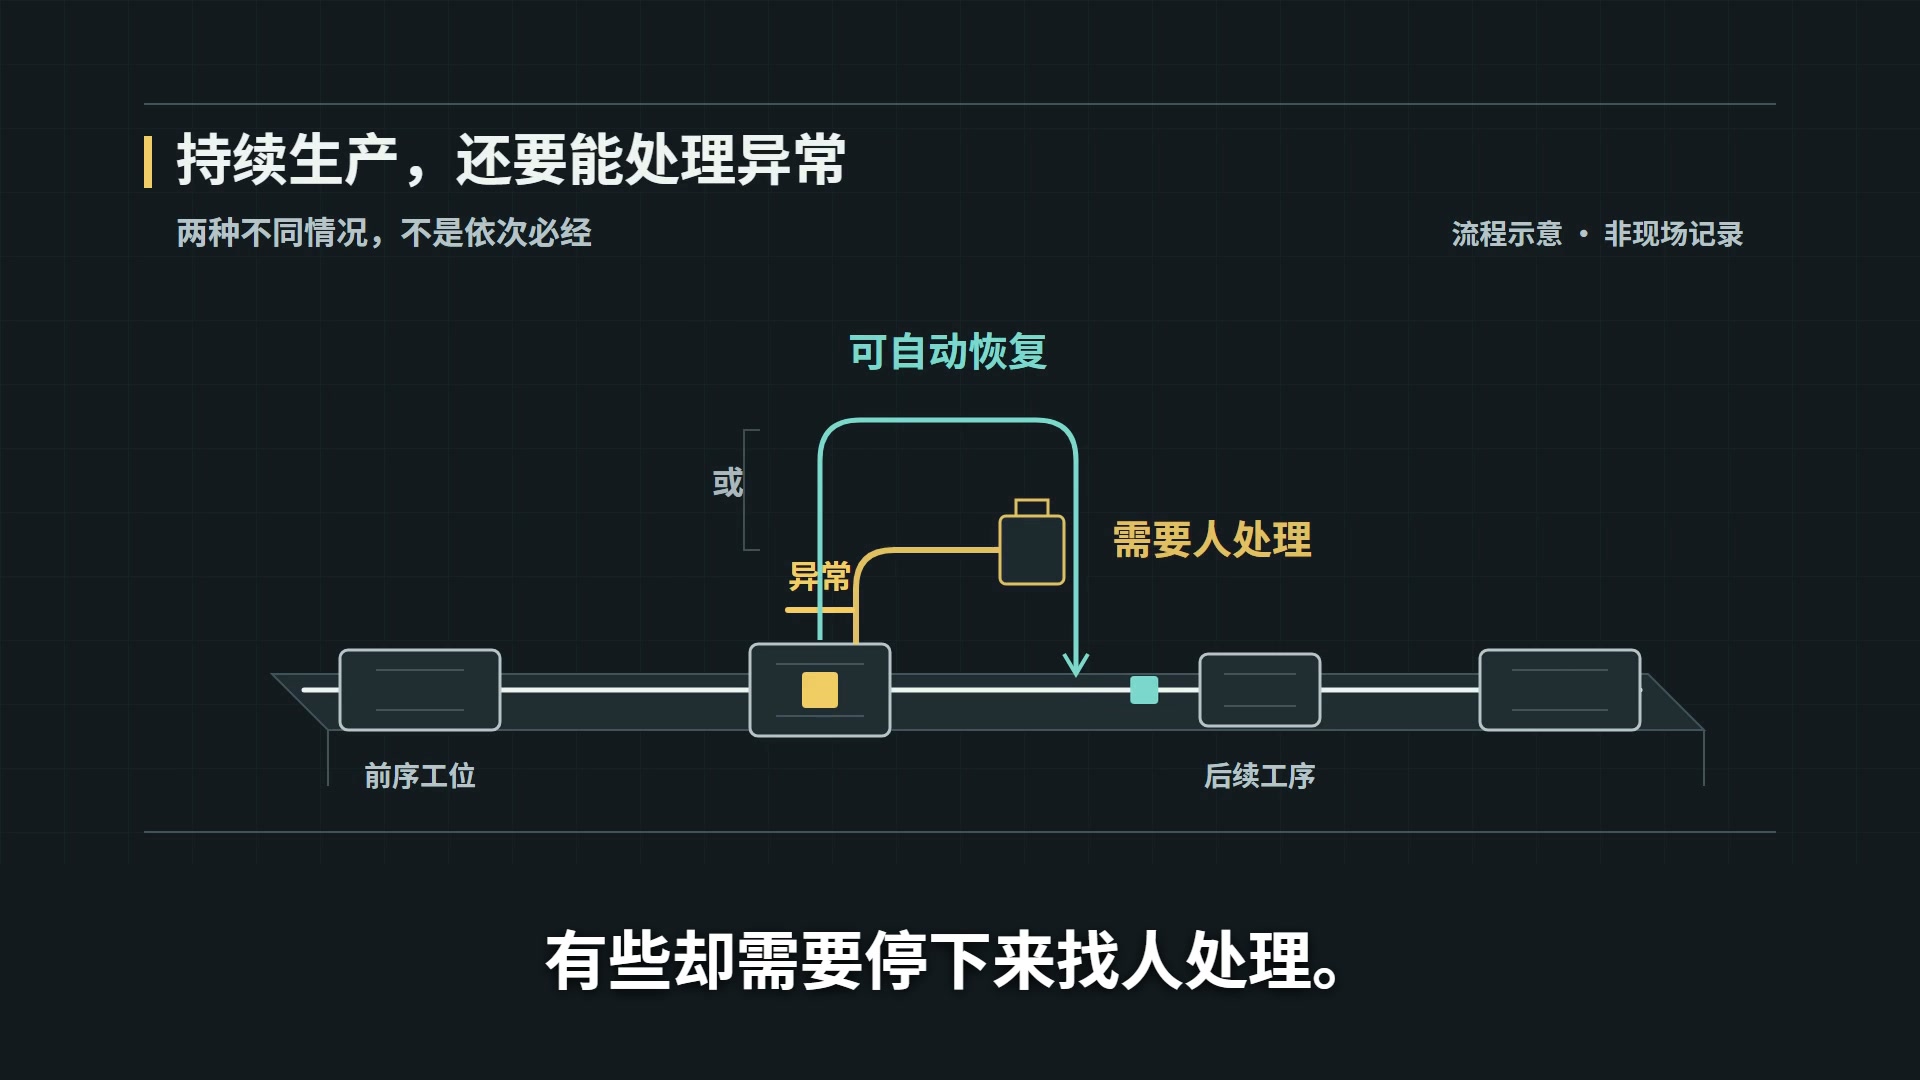 持续生产，还要能处理异常
两种不同情况，不是依次必经
流程示意 · 非现场记录
可自动恢复
或
需要人处理
异常
前序工位
后续工序
有些却需要停下来找人处理。